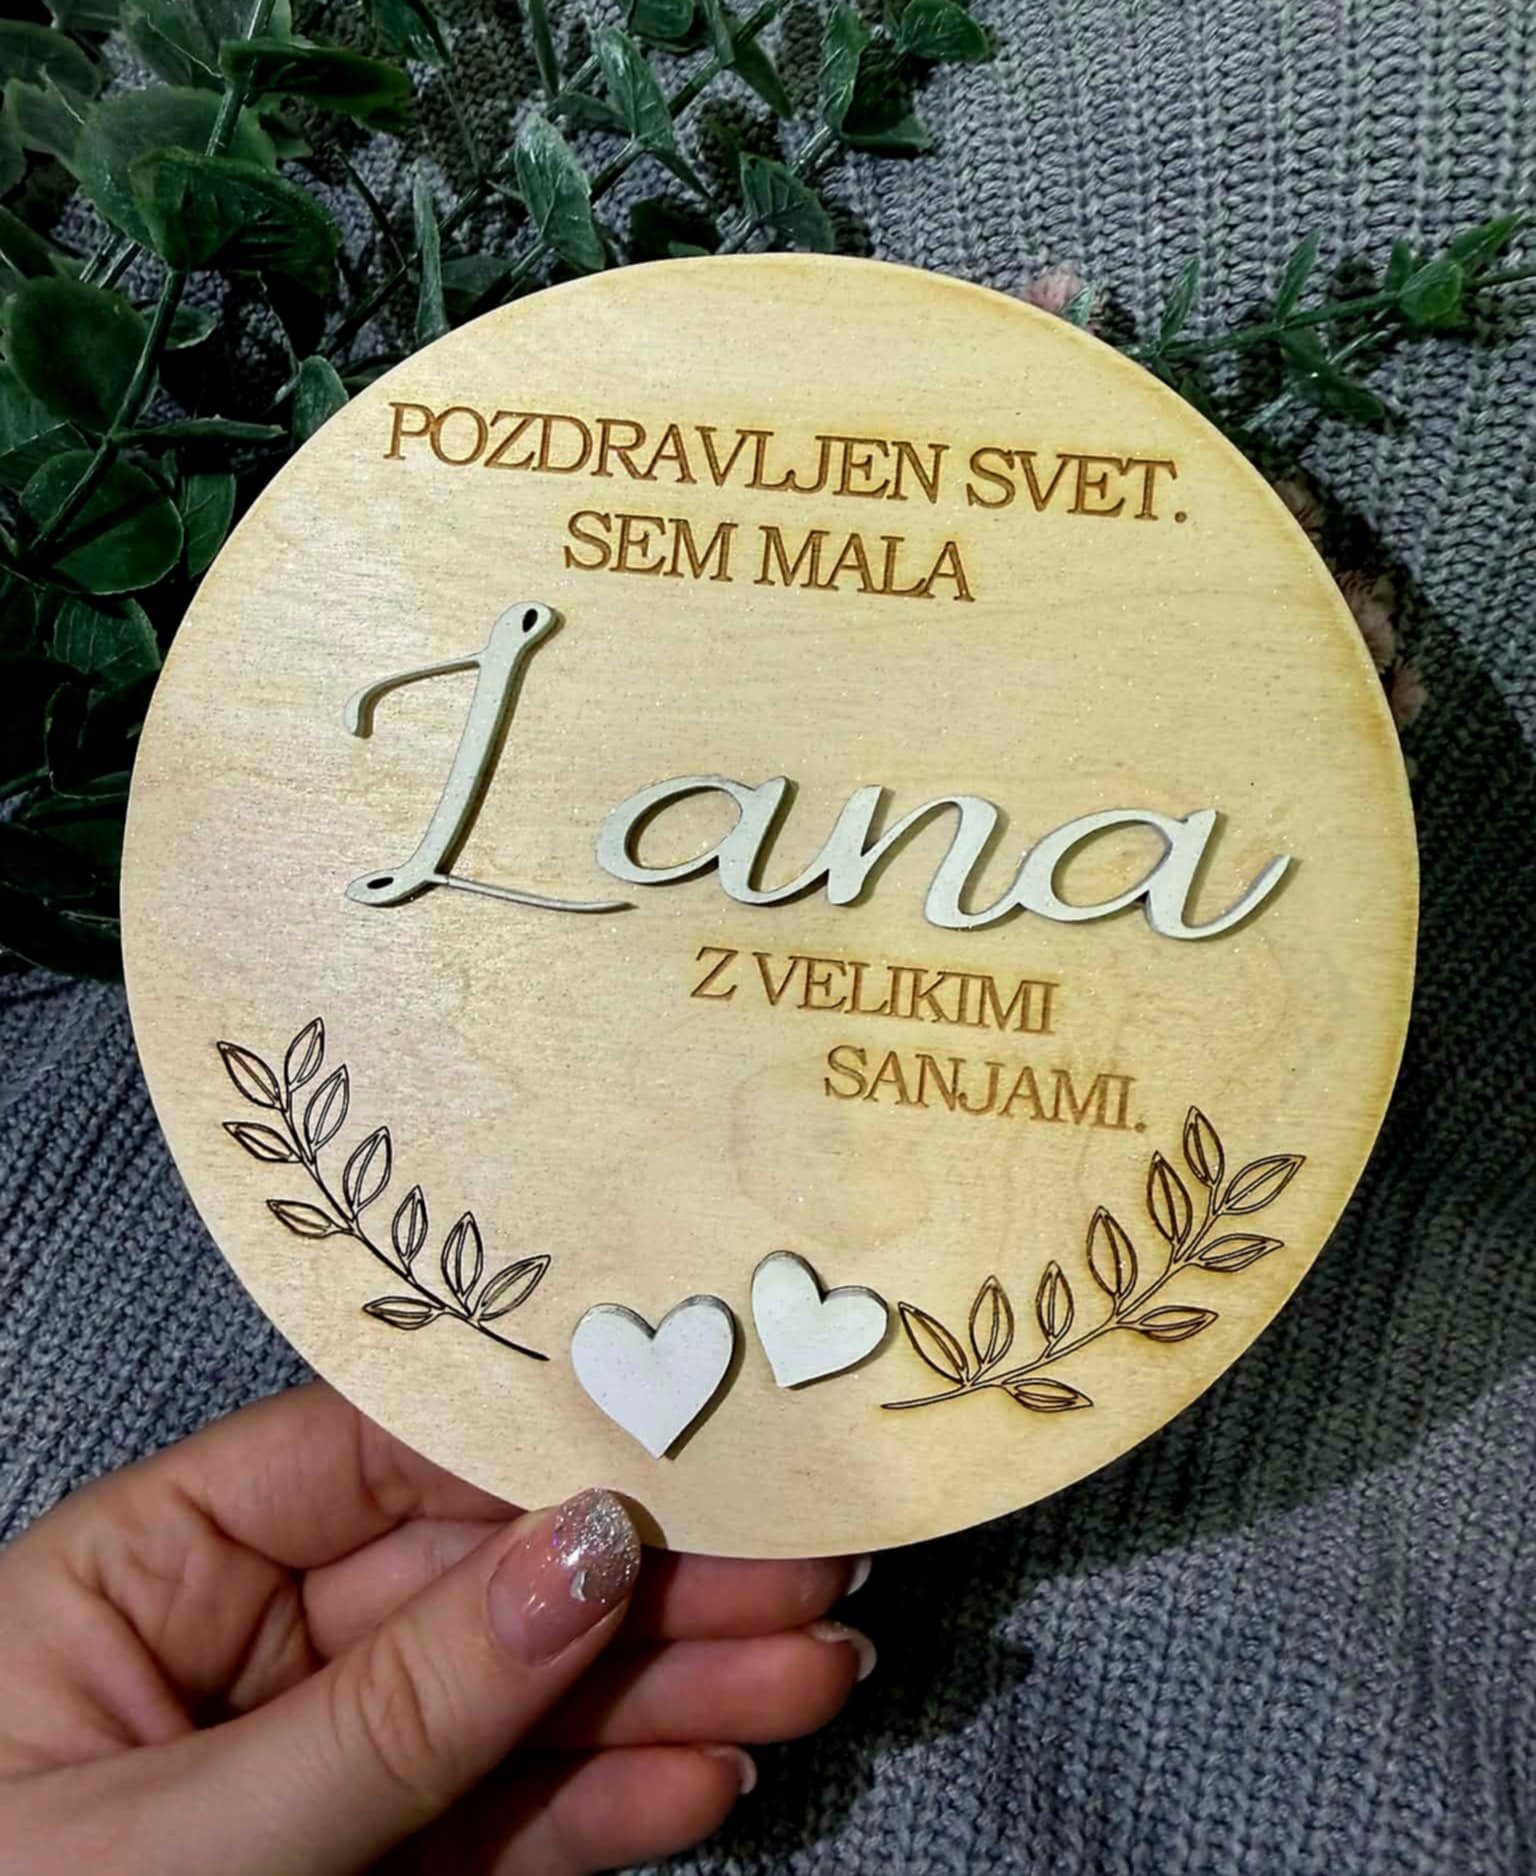 POZDRAVLJEN SVET.
SEM MALA
Lana
Z VELIKIMI
SANJAMI.